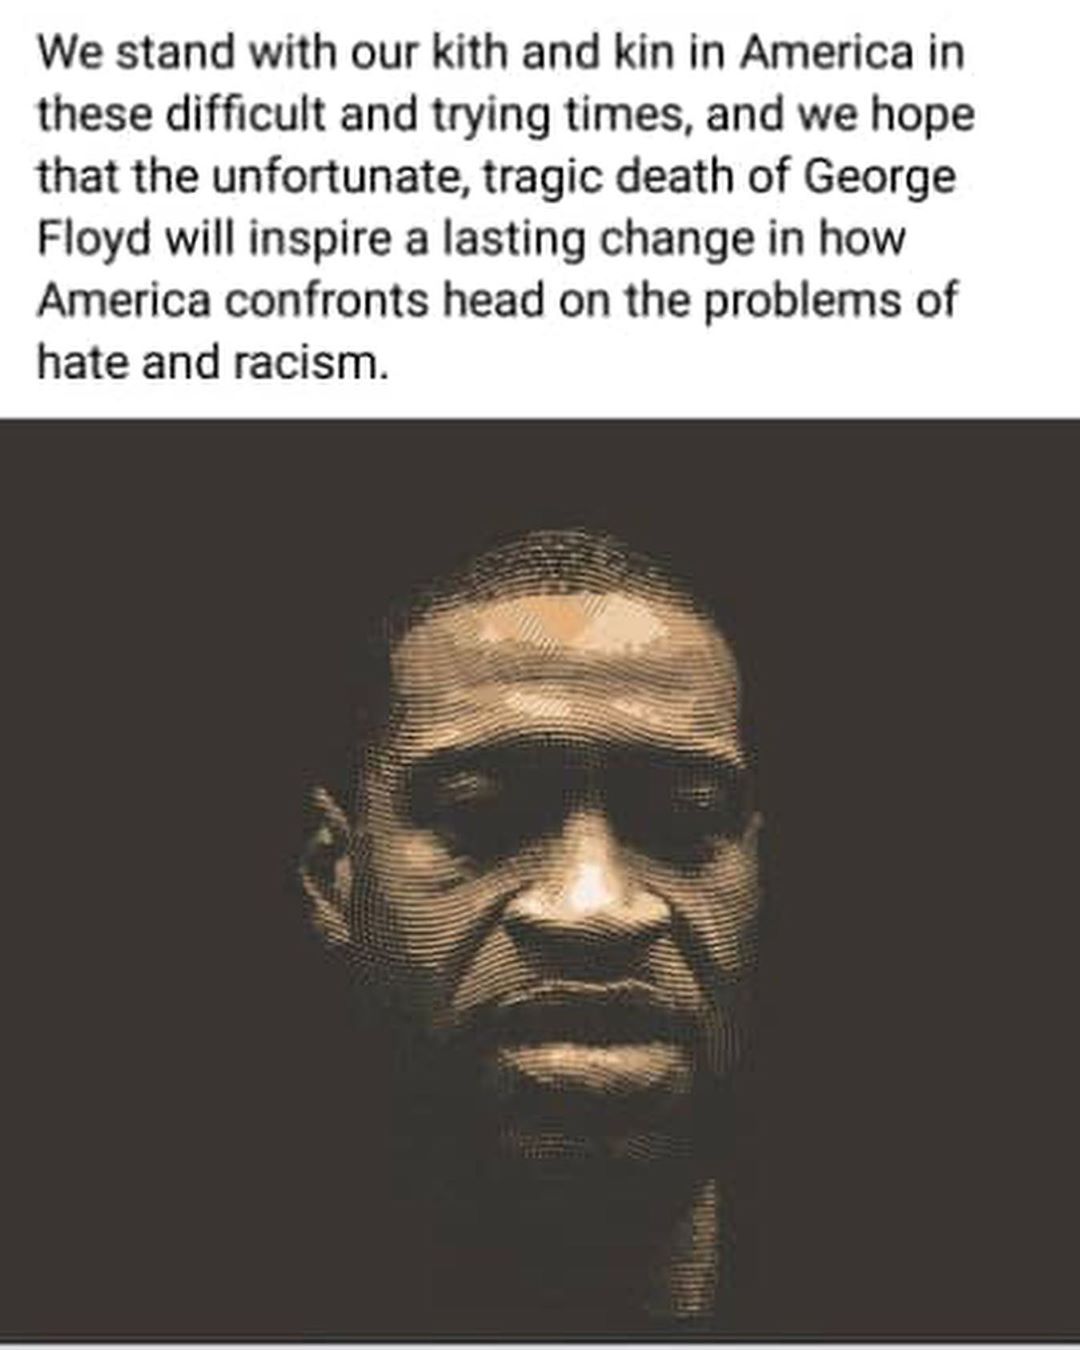 We stand with our kith and kin in America in
these difficult and trying times, and we hope
that the unfortunate, tragic death of George
Floyd will inspire a lasting change in how
America confronts head on the problems of
hate and racism.